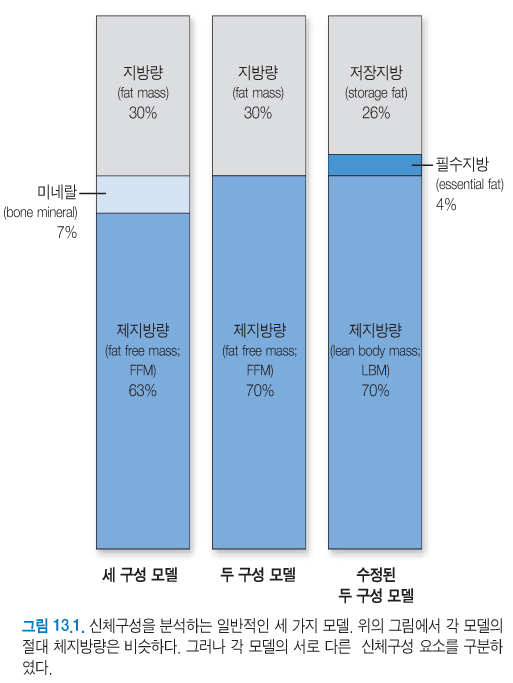 지방량
(fat mass)
30%
미네랄
(bone mineral)
7%
제지방량
(fat free mass;
FFM)
63%
세 구성 모델
지방량
(fat mass)
30%
제지방량
(fat free mass;
FFM)
70%
두 구성 모델
저장지방
(storage fat)
26%
필수지방
(essential fat)
4%
제지방량
(lean body mass;
LBM)
70%
수정된
두 구성 모델
그림 13.1. 신체구성을 분석하는 일반적인 세 가지 모델. 위의 그림에서 각 모델의
절대 체지방량은 비슷하다. 그러나 각 모델의 서로 다른 신체구성 요소를 구분하
였다.